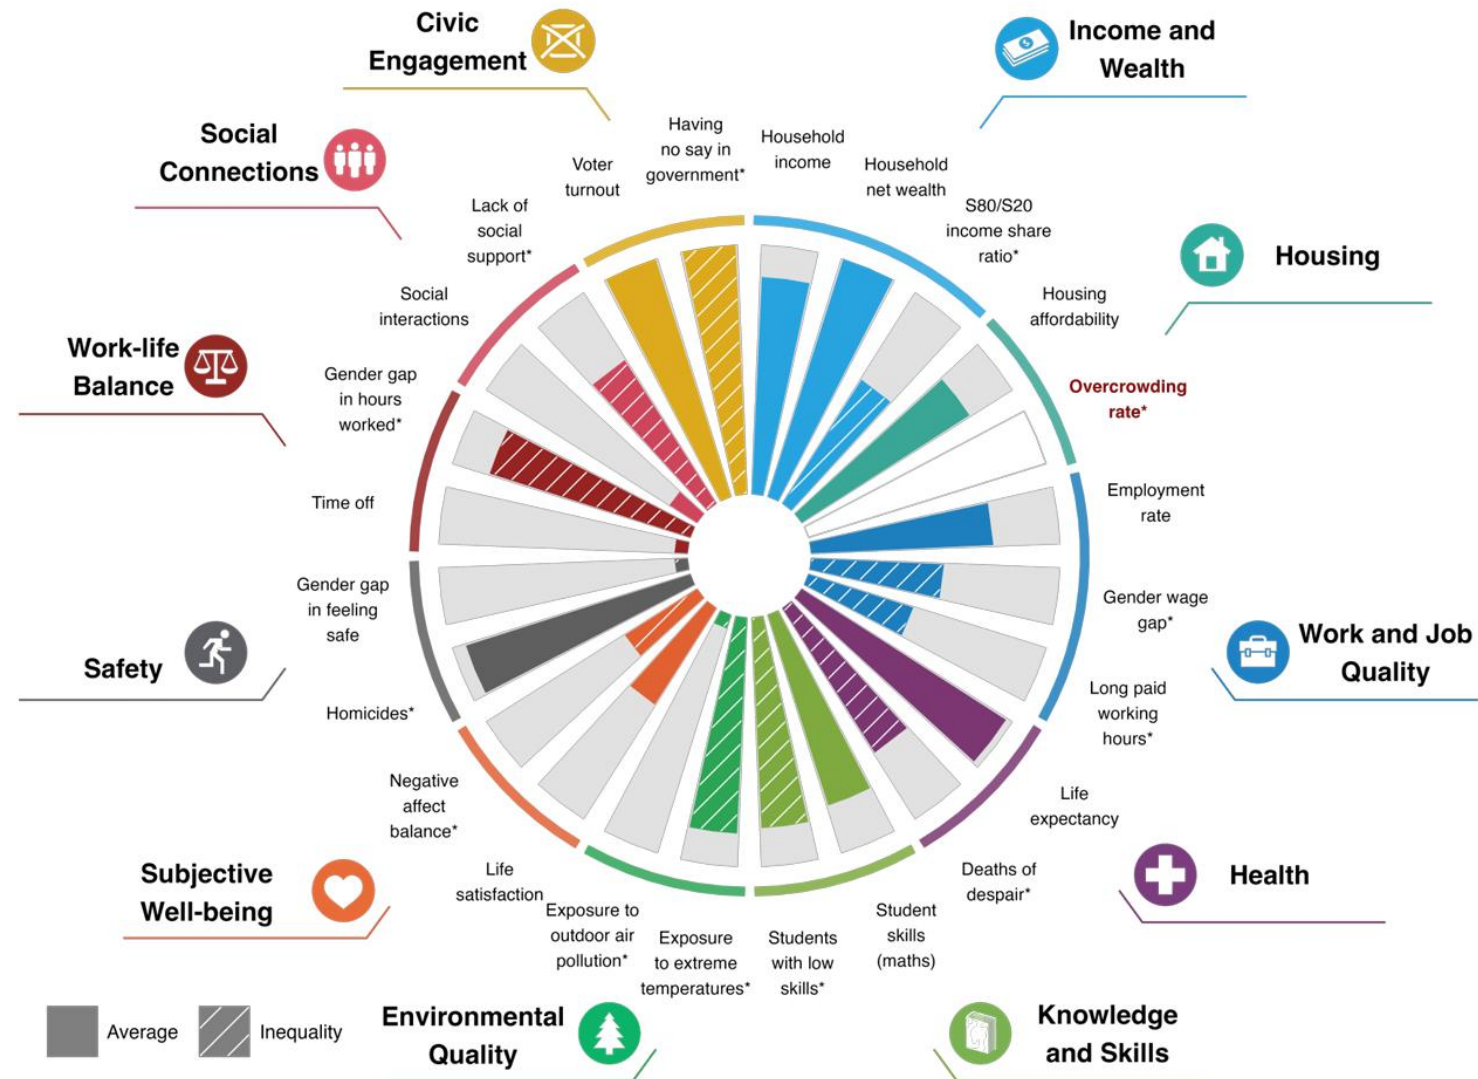 Civic
Engagement
Income and
Wealth
Social
Connections
Housing
Work-life
Balance
Safety
Work and Job
Quality
Subjective
Well-being
Health
Environmental
Quality
Knowledge
and Skills
Having
no say in
government*
Household
income
Household
net wealth
S80/S20
income share
ratio*
Housing
affordability
Overcrowding
rate*
Employment
rate
Gender wage
gap*
Long paid
working
hours*
Life
expectancy
Deaths of
despair*
Student
skills
(maths)
Students
with low
skills*
Exposure
to extreme
temperatures*
Exposure to
outdoor air
pollution*
Life
satisfaction
Negative
affect
balance*
Homicides*
Gender gap
in feeling
safe
Time off
Gender gap
in hours
worked*
Social
interactions
Lack of
social
support*
Voter
turnout
Average
Inequality
$